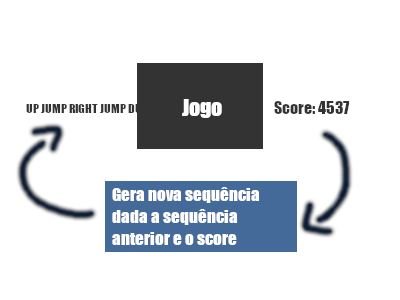 UP JUMP RIGHT JUMP
Jogo
Score: 4537
Gera nova sequência
dada a sequência
anterior e o score